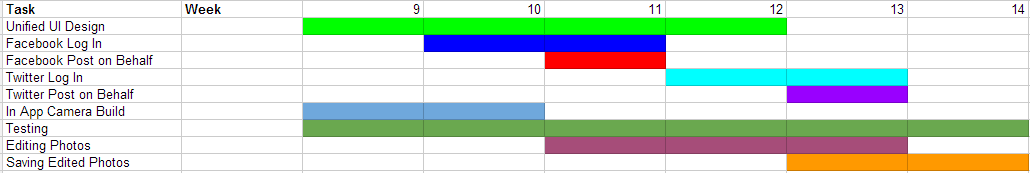 Task Week 9 10 11 12 13 14
Unified UI Design
Facebook Log In
Facebook Post on Behalf
Twitter Log In
Twitter Post on Behalf
In App Camera Build
Testing
Editing Photos
Saving Edited Photos